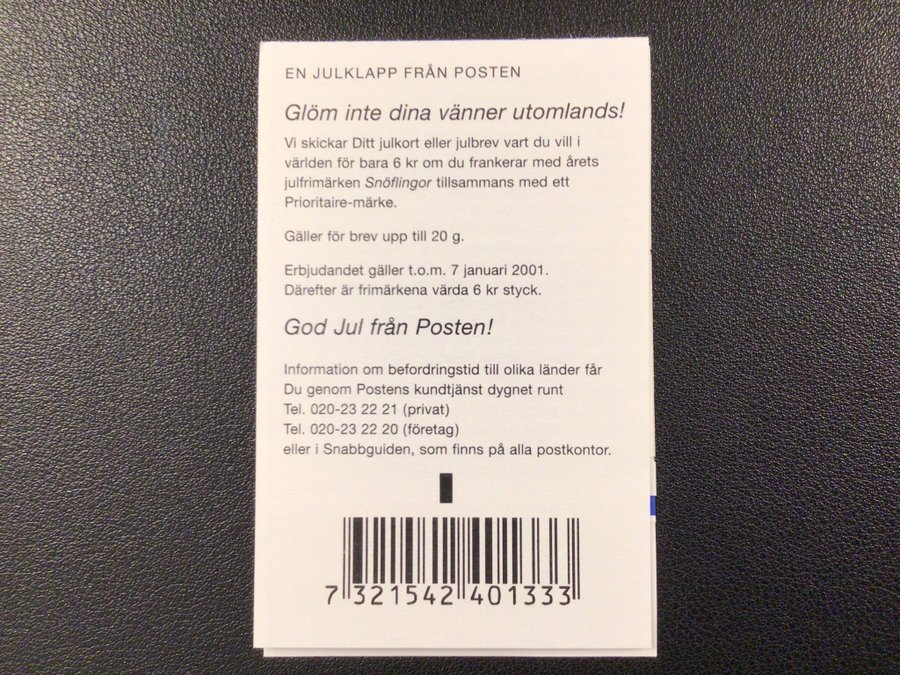 EN JULKLAPP FRÅN POSTEN
Glöm inte dina vänner utomlands!
Vi skickar Ditt julkort eller julbrev vart du vill i
världen för bara 6 kr om du frankerar med årets
julfrimärken Snöflingor tillsammans med ett
Prioritaire-märke.
Gäller för brev upp till 20 g.
Erbjudandet gäller t.o.m. 7 januari 2001.
Därefter är frimärkena värda 6 kr styck.
God Jul från Posten!
Information om befordringstid till olika länder får
Du genom Postens kundtjänst dygnet runt
Tel. 020-23 22 21 (privat)
Tel. 020-23 22 20 (företag)
eller i Snabbguiden, som finns på alla postkontor.
7 321542 401333